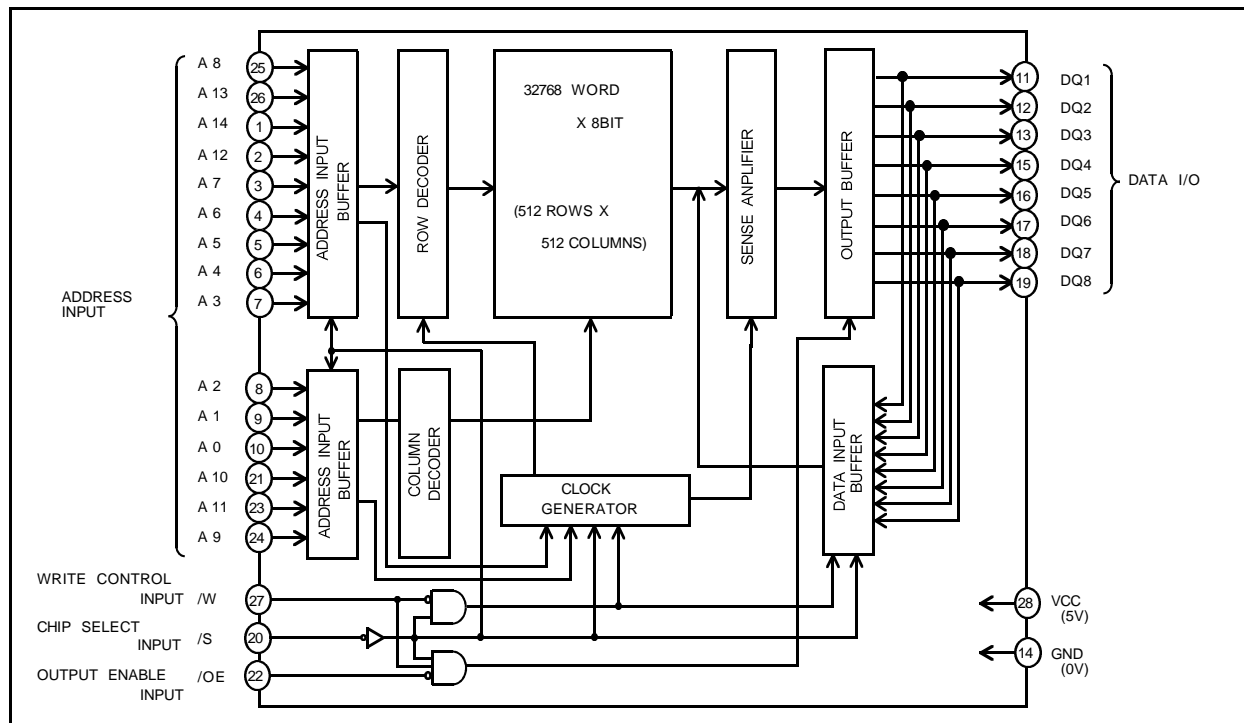 A 8 25
A 13 26
A 14 1
A 12 2
A 7 3
A 6 4
A 5 5
A 4 6
A 3 7
ADDRESS
INPUT
A 2 8
A 1 9
A 0 10
A 10 21
A 11 23
A 9 24
WRITE CONTROL
INPUT /W 27
CHIP SELECT
INPUT /S 20
OUTPUT ENABLE
INPUT /OE 22
ADDRESS INPUT
BUFFER
ROW DECODER
32768 WORD
X 8BIT
(512 ROWS X
512 COLUMNS)
SENSE ANPLIFIER
OUTPUT BUFFER
ADDRESS INPUT
BUFFER
COLUMN
DECODER
CLOCK
GENERATOR
DATA INPUT
BUFFER
11 DQ1
12 DQ2
13 DQ3
15 DQ4
16 DQ5
17 DQ6
18 DQ7
19 DQ8
DATA I/O
28 VCC
(5V)
14 GND
(0V)